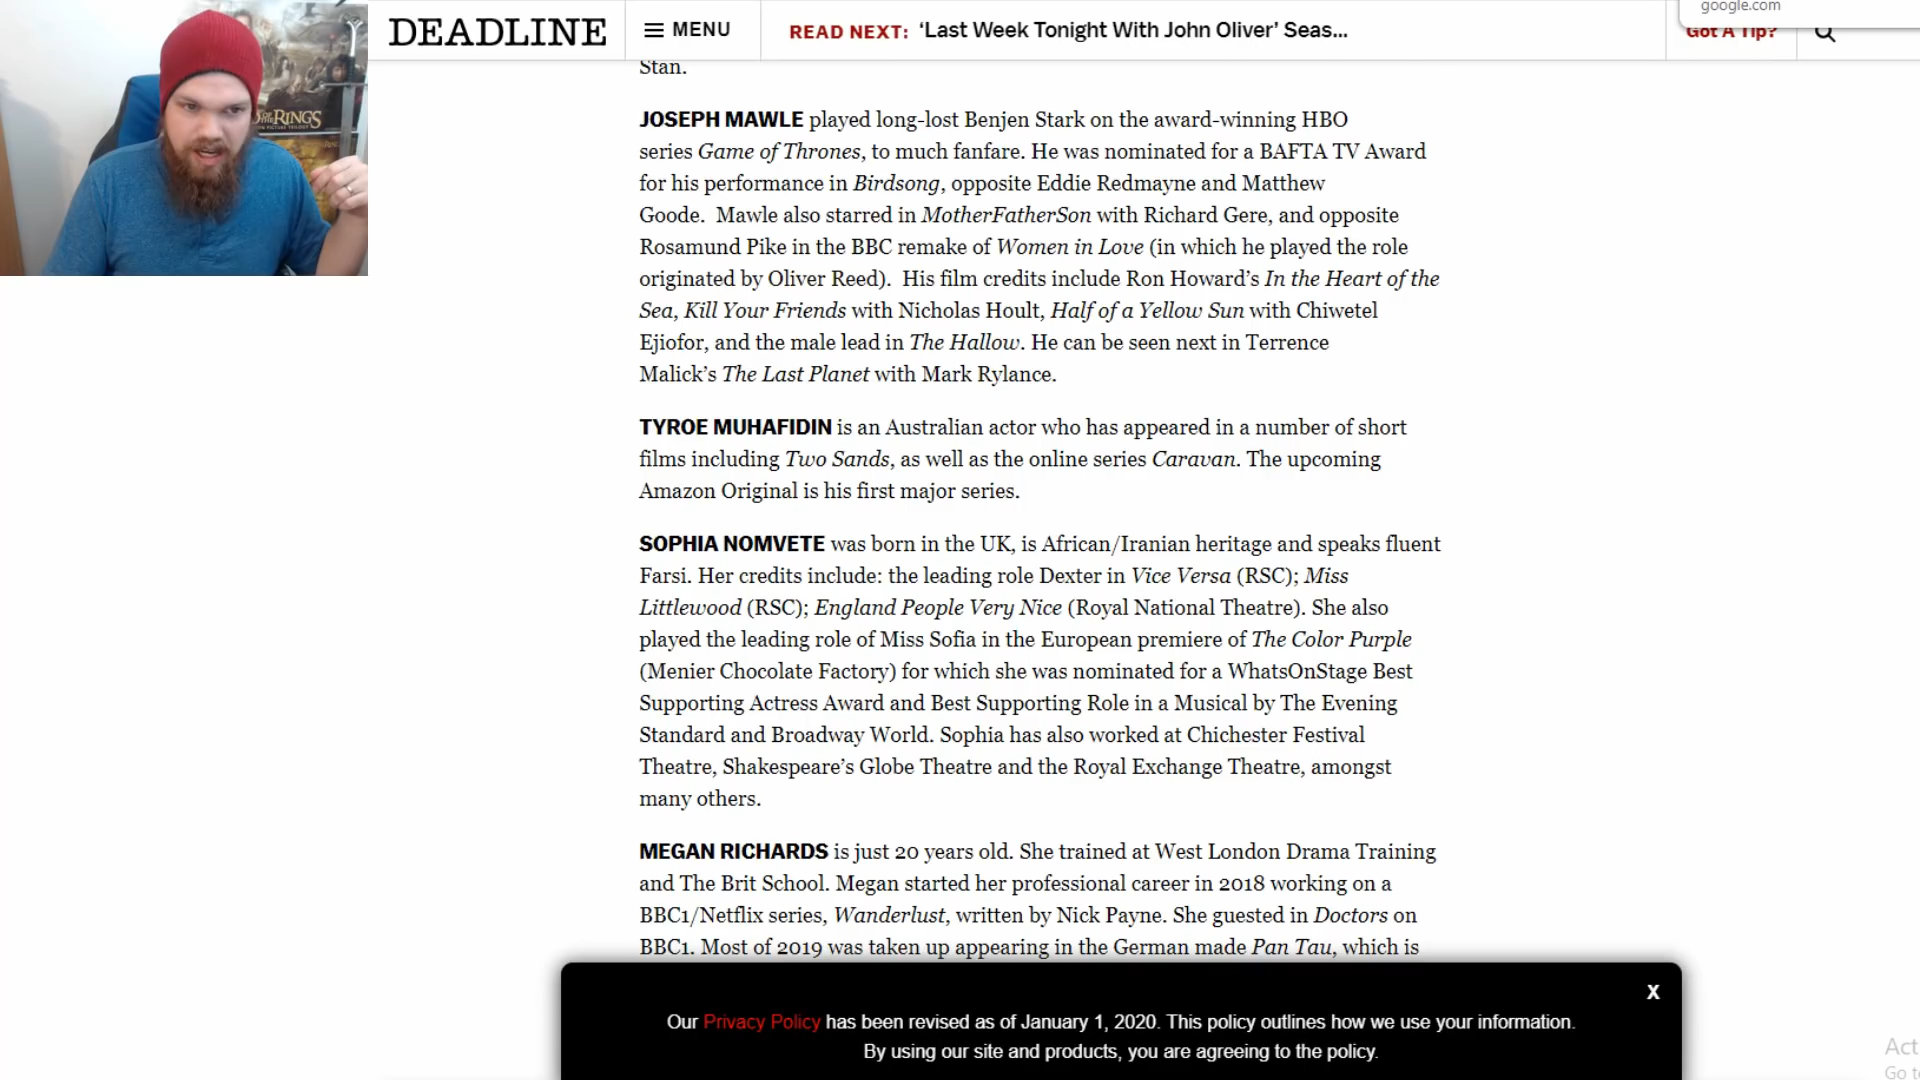 DEADLINE
MENU
READ NEXT: ‘Last Week Tonight With John Oliver’ Seas...
google.com
Got A Tip?
OF THE RINGS
Stan.
JOSEPH MAWLE played long-lost Benjen Stark on the award-winning HBO
series Game of Thrones, to much fanfare. He was nominated for a BAFTA TV Award
for his performance in Birdsong, opposite Eddie Redmayne and Matthew
Goode.  Mawle also starred in MotherFatherSon with Richard Gere, and opposite
Rosamund Pike in the BBC remake of Women in Love (in which he played the role
originated by Oliver Reed).  His film credits include Ron Howard’s In the Heart of the
Sea, Kill Your Friends with Nicholas Hoult, Half of a Yellow Sun with Chiwetel
Ejiofor, and the male lead in The Hallow. He can be seen next in Terrence
Malick’s The Last Planet with Mark Rylance.
TYROE MUHAFIDIN is an Australian actor who has appeared in a number of short
films including Two Sands, as well as the online series Caravan. The upcoming
Amazon Original is his first major series.
SOPHIA NOMVETE was born in the UK, is African/Iranian heritage and speaks fluent
Farsi. Her credits include: the leading role Dexter in Vice Versa (RSC); Miss
Littlewood (RSC); England People Very Nice (Royal National Theatre). She also
played the leading role of Miss Sofia in the European premiere of The Color Purple
(Menier Chocolate Factory) for which she was nominated for a WhatsOnStage Best
Supporting Actress Award and Best Supporting Role in a Musical by The Evening
Standard and Broadway World. Sophia has also worked at Chichester Festival
Theatre, Shakespeare’s Globe Theatre and the Royal Exchange Theatre, amongst
many others.
MEGAN RICHARDS is just 20 years old. She trained at West London Drama Training
and The Brit School. Megan started her professional career in 2018 working on a
BBC1/Netflix series, Wanderlust, written by Nick Payne. She guested in Doctors on
BBC1. Most of 2019 was taken up appearing in the German made Pan Tau, which is
X
Our Privacy Policy has been revised as of January 1, 2020. This policy outlines how we use your information.
By using our site and products, you are agreeing to the policy.
Act
Go t